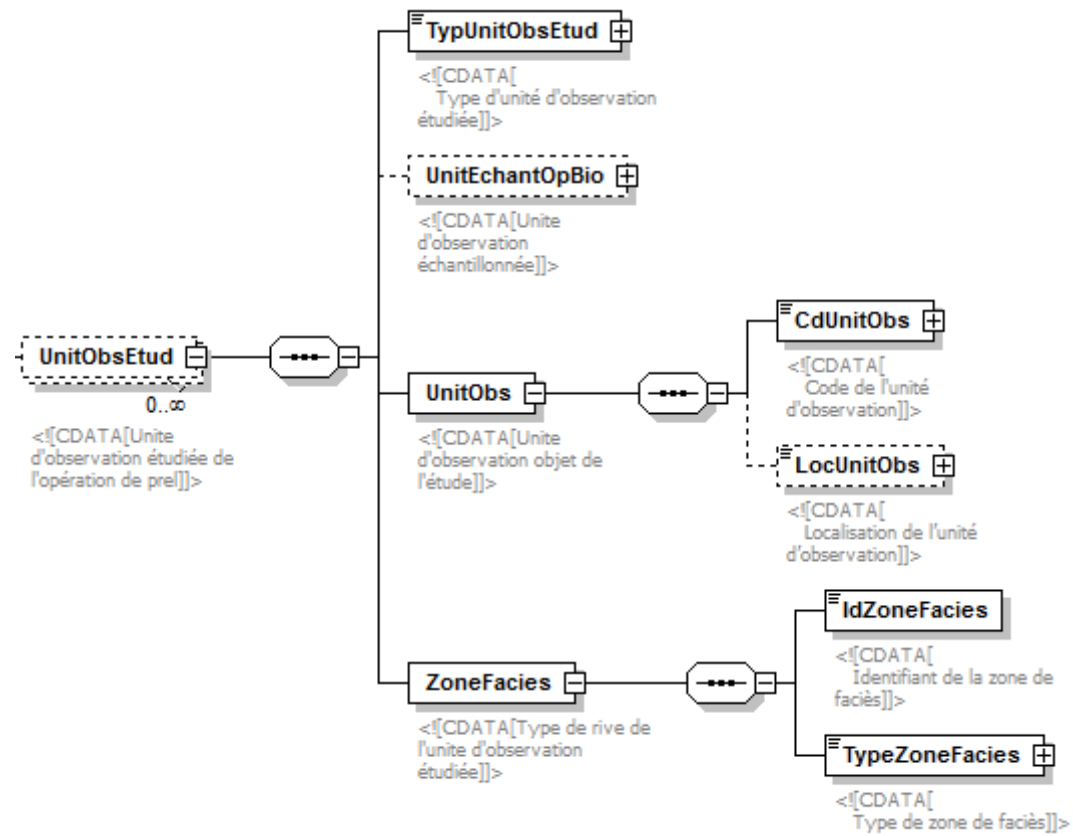 TypUnitObsEtud
<![CDATA[
Type d'unité d'observation
étudiée]]>
UnitEchantOpBio
<![CDATA[Unite
d'observation
échantillonnée]]>
UnitObsEtud
0..∞
<![CDATA[Unite
d'observation étudiée de
l'opération de prel]]>
UnitObs
<![CDATA[Unite
d'observation objet de
l'étude]]>
CdUnitObs
<![CDATA[
Code de l'unité
d'observation]]>
LocUnitObs
<![CDATA[
Localisation de l'unité
d'observation]]>
ZoneFacies
<![CDATA[Type de rive de
l'unite d'observation
étudiée]]>
IdZoneFacies
<![CDATA[
Identifiant de la zone de
faciès]]>
TypeZoneFacies
<![CDATA[
Type de zone de faciès]]>